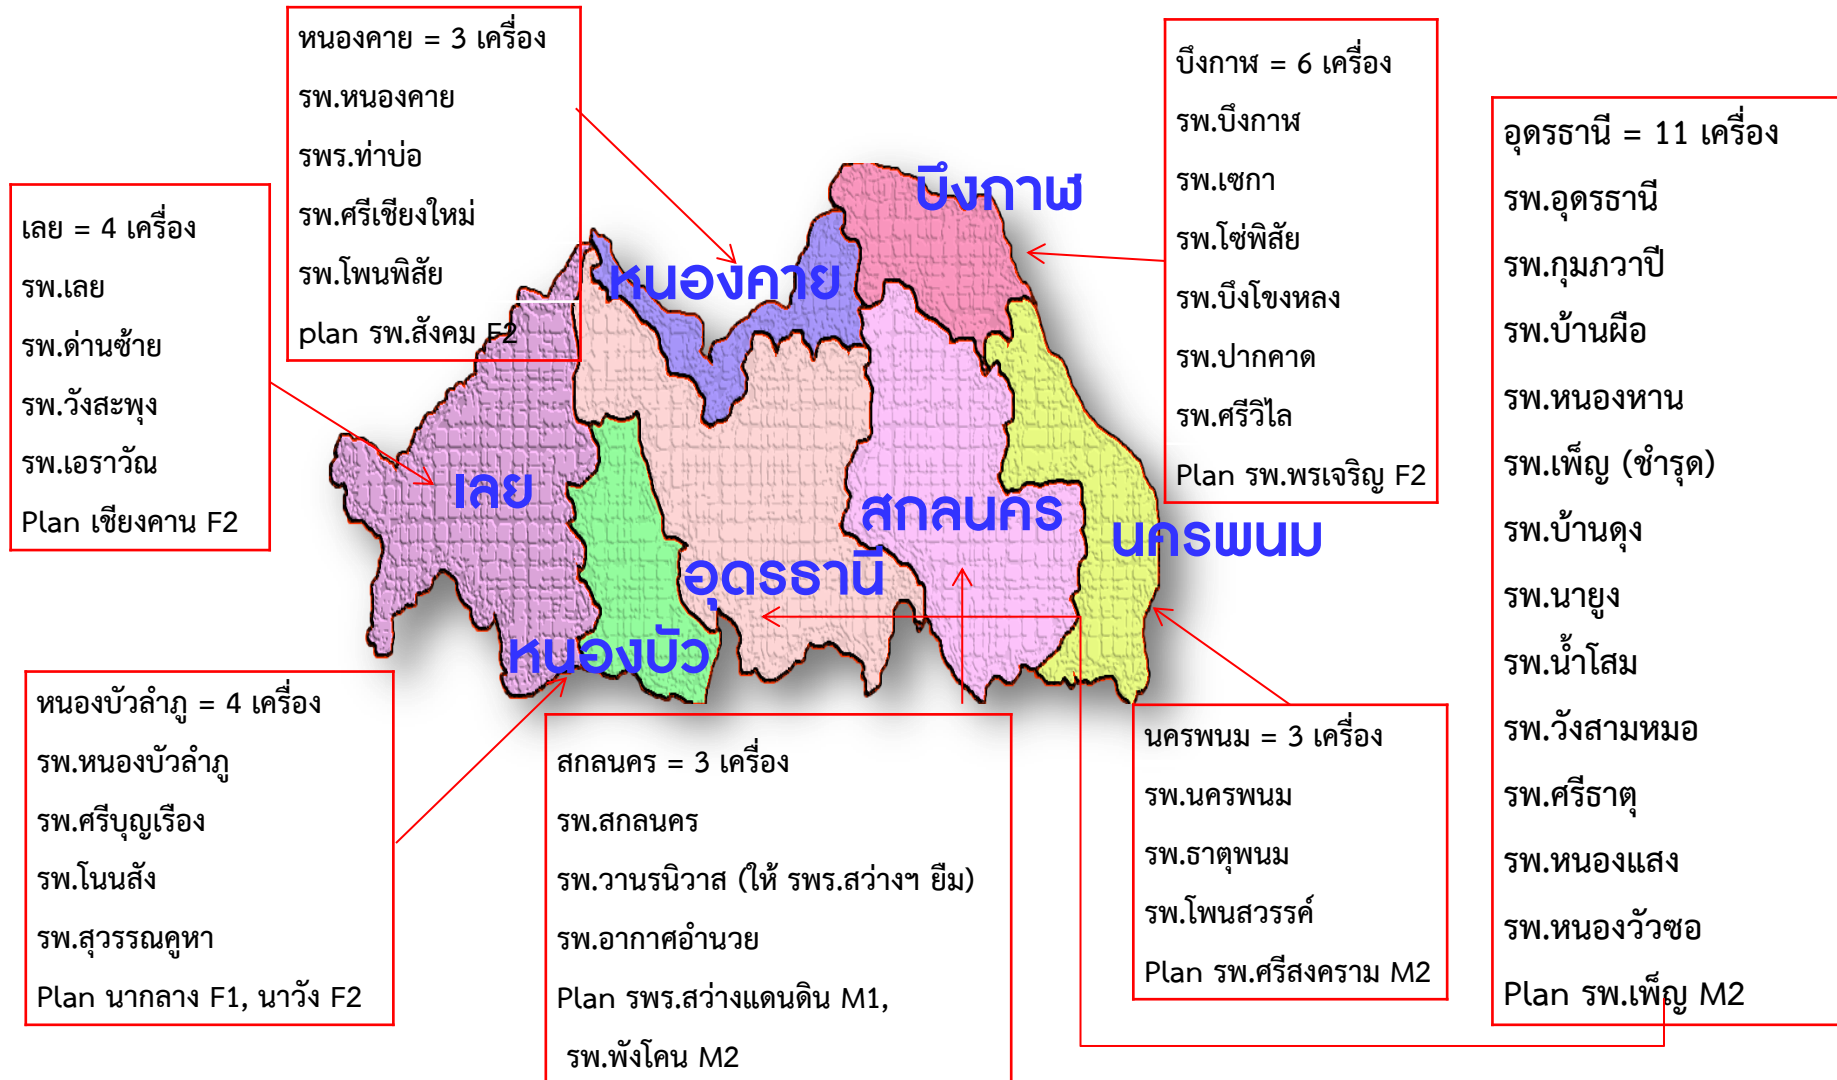 หนองคาย = 3 เครื่อง
รพ.หนองคาย
รพร.ท่าบ่อ
รพ.ศรีเชียงใหม่
รพ.โพนพิสัย
plan รพ.สังคม F2
บึงกาฬ = 6 เครื่อง
รพ.บึงกาฬ
รพ.เซกา
รพ.โซ่พิสัย
รพ.บึงโขงหลง
รพ.ปากคาด
รพ.ศรีวิไล
Plan รพ.พรเจริญ F2
อุดรธานี = 11 เครื่อง
รพ.อุดรธานี
รพ.กุมภวาปี
รพ.บ้านผือ
รพ.หนองหาน
รพ.เพ็ญ (ชำรุด)
รพ.บ้านดุง
รพ.นายูง
รพ.น้ำโสม
รพ.วังสามหมอ
รพ.ศรีธาตุ
รพ.หนองแสง
รพ.หนองวัวซอ
Plan รพ.เพ็ญ M2
เลย = 4 เครื่อง
รพ.เลย
รพ.ด่านซ้าย
รพ.วังสะพุง
รพ.เอราวัณ
Plan เชียงคาน F2
บึงกาฬ
หนองคาย
เลย
สกลนคร
นครพนม
อุดรธานี
หนองบัว
หนองบัวลำภู = 4 เครื่อง
รพ.หนองบัวลำภู
รพ.ศรีบุญเรือง
รพ.โนนสัง
รพ.สุวรรณคูหา
Plan นากลาง F1, นาวัง F2
สกลนคร = 3 เครื่อง
รพ.สกลนคร
รพ.วานรนิวาส (ให้ รพร.สว่างฯ ยืม)
รพ.อากาศอำนวย
Plan รพร.สว่างแดนดิน M1,
รพ.พังโคน M2
นครพนม = 3 เครื่อง
รพ.นครพนม
รพ.ธาตุพนม
รพ.โพนสวรรค์
Plan รพ.ศรีสงคราม M2